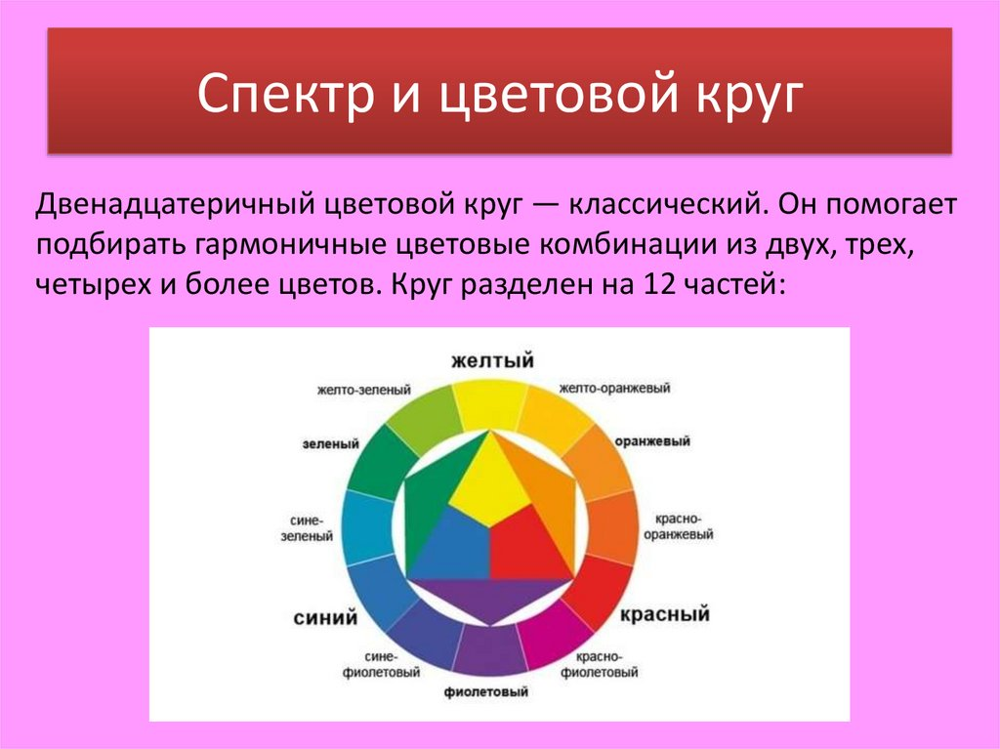 Спектр и цветовой круг
Двенадцатеричный цветовой круг — классический. Он помогает
подбирать гармоничные цветовые комбинации из двух, трех,
четырех и более цветов. Круг разделен на 12 частей:
желтый
желто-зеленый
желто-оранжевый
зеленый
оранжевый
сине-
зеленый
красно-
оранжевый
синий
красный
сине-
фиолетовый
красно-
фиолетовый
фиолетовый